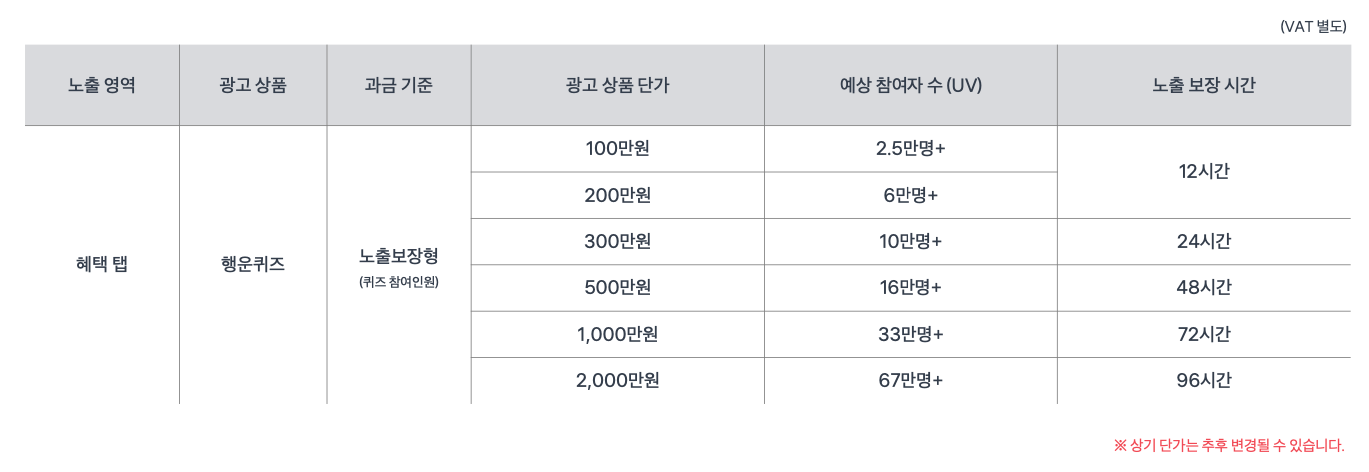 (VAT 별도)
노출 영역 광고 상품 과금 기준 광고 상품 단가 예상 참여자 수 (UV) 노출 보장 시간
100만원 2.5만명+
12시간
200만원 6만명+
300만원 10만명+ 24시간
혜택 탭 행운퀴즈 노출보장형
(퀴즈 참여인원)
500만원 16만명+ 48시간
1,000만원 33만명+ 72시간
2,000만원 67만명+ 96시간
※ 상기 단가는 추후 변경될 수 있습니다.